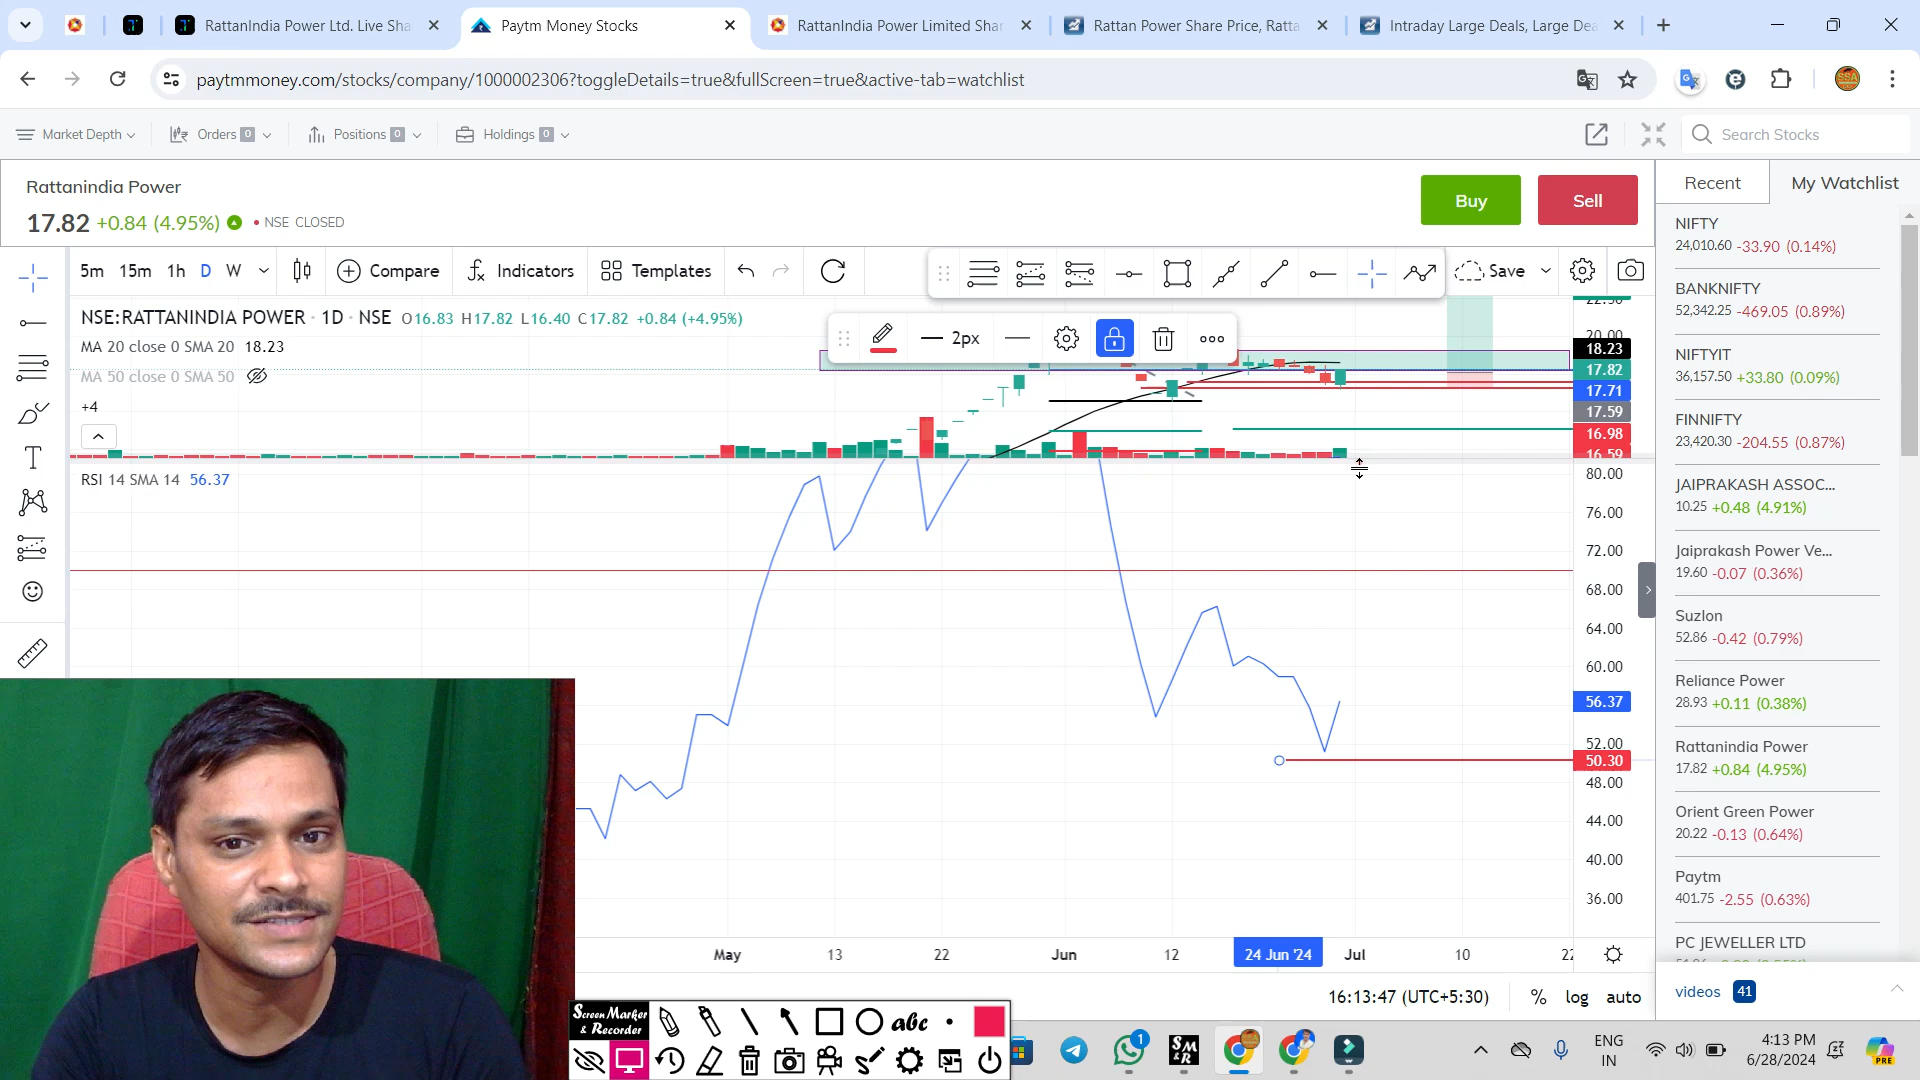 RattanIndia Power Ltd. Live Sha
Paytm Money Stocks
RattanIndia Power Limited Shar
Rattan Power Share Price, Ratta
Intraday Large Deals, Large Dea
paytmmoney.com/stocks/company/1000002306?toggleDetails=true&fullScreen=true&active-tab=watchlist
Market Depth
Orders 0
Positions 0
Holdings 0
Search Stocks
Rattanindia Power
17.82 +0.84 (4.95%) • NSE CLOSED
Buy
Sell
Recent
My Watchlist
5m 15m 1h D W
Compare
Indicators
Templates
Save
NSE:RATTANINDIA POWER · 1D · NSE O16.83 H17.82 L16.40 C17.82 +0.84 (+4.95%)
MA 20 close 0 SMA 20 18.23
MA 50 close 0 SMA 50
+4
2px
20.00
18.23
17.82
17.71
17.59
16.98
16.59
RSI 14 SMA 14 56.37
80.00
76.00
72.00
68.00
64.00
60.00
56.37
52.00
50.30
48.00
44.00
40.00
36.00
May 13 22 Jun 12 24 Jun '24 Jul 10 22
16:13:47 (UTC+5:30) % log auto
NIFTY
24,010.60 -33.90 (0.14%)
BANKNIFTY
52,342.25 -469.05 (0.89%)
NIFTYIT
36,157.50 +33.80 (0.09%)
FINNIFTY
23,420.30 -204.55 (0.87%)
JAIPRAKASH ASSOC...
10.25 +0.48 (4.91%)
Jaiprakash Power Ve...
19.60 -0.07 (0.36%)
Suzlon
52.86 -0.42 (0.79%)
Reliance Power
28.93 +0.11 (0.38%)
Rattanindia Power
17.82 +0.84 (4.95%)
Orient Green Power
20.22 -0.13 (0.64%)
Paytm
401.75 -2.55 (0.63%)
PC JEWELLER LTD
videos 41
Screen Marker
& Recorder
abc
SM
&R
1
ENG
IN
4:13 PM
6/28/2024
PRE